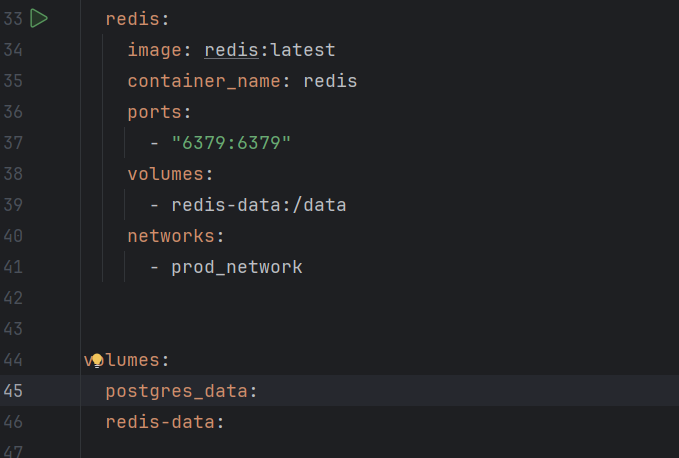 33 redis:
34 image: redis:latest
35 container_name: redis
36 ports:
37 - "6379:6379"
38 volumes:
39 - redis-data:/data
40 networks:
41 - prod_network
42
43
44 volumes:
45 postgres_data:
46 redis-data:
47